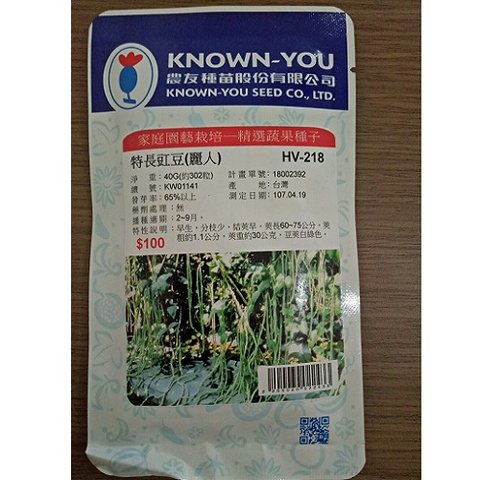 KNOWN-YOU
農友種苗股份有限公司
KNOWN-YOU SEED CO., LTD.
家庭園藝栽培—精選蔬果種子
特長豇豆(麗人) HV-218
淨 重：40G(約302粒) 計畫單號：18002392
號：KW01141 產 地：台灣
發芽率：65%以上 測定日期：107.04.19
藥劑處理：無
播種適期：2~9月。
特性說明：早生，分枝少，結莢早，莢長60~75公分，莢
粗約1.1公分，莢重約30公克，豆莢白綠色。
$100